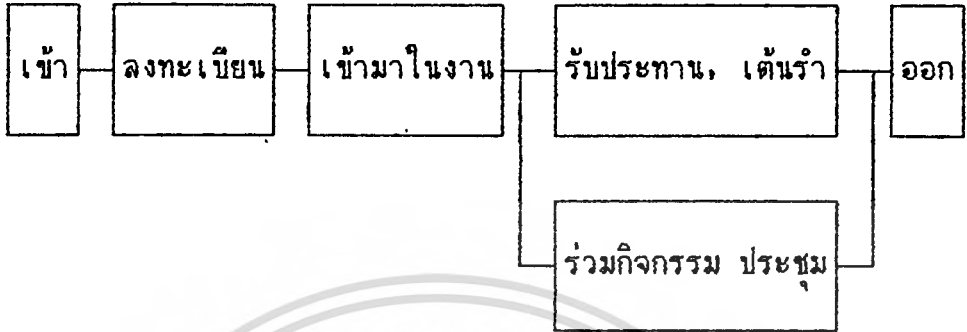 เข้า
ลงทะเบียน
เข้ามาในงาน
รับประทาน, เต้นรำ
ออก
ร่วมกิจกรรม ประชุม